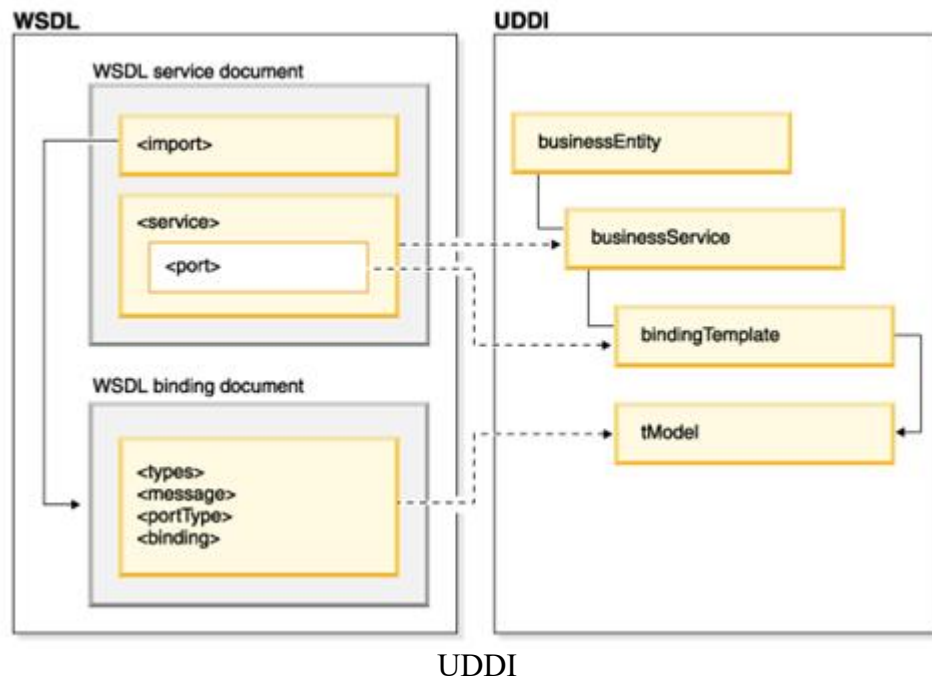 WSDL
WSDL service document
<import>
<service>
<port>
WSDL binding document
<types>
<message>
<portType>
<binding>
UDDI
businessEntity
businessService
bindingTemplate
tModel
UDDI